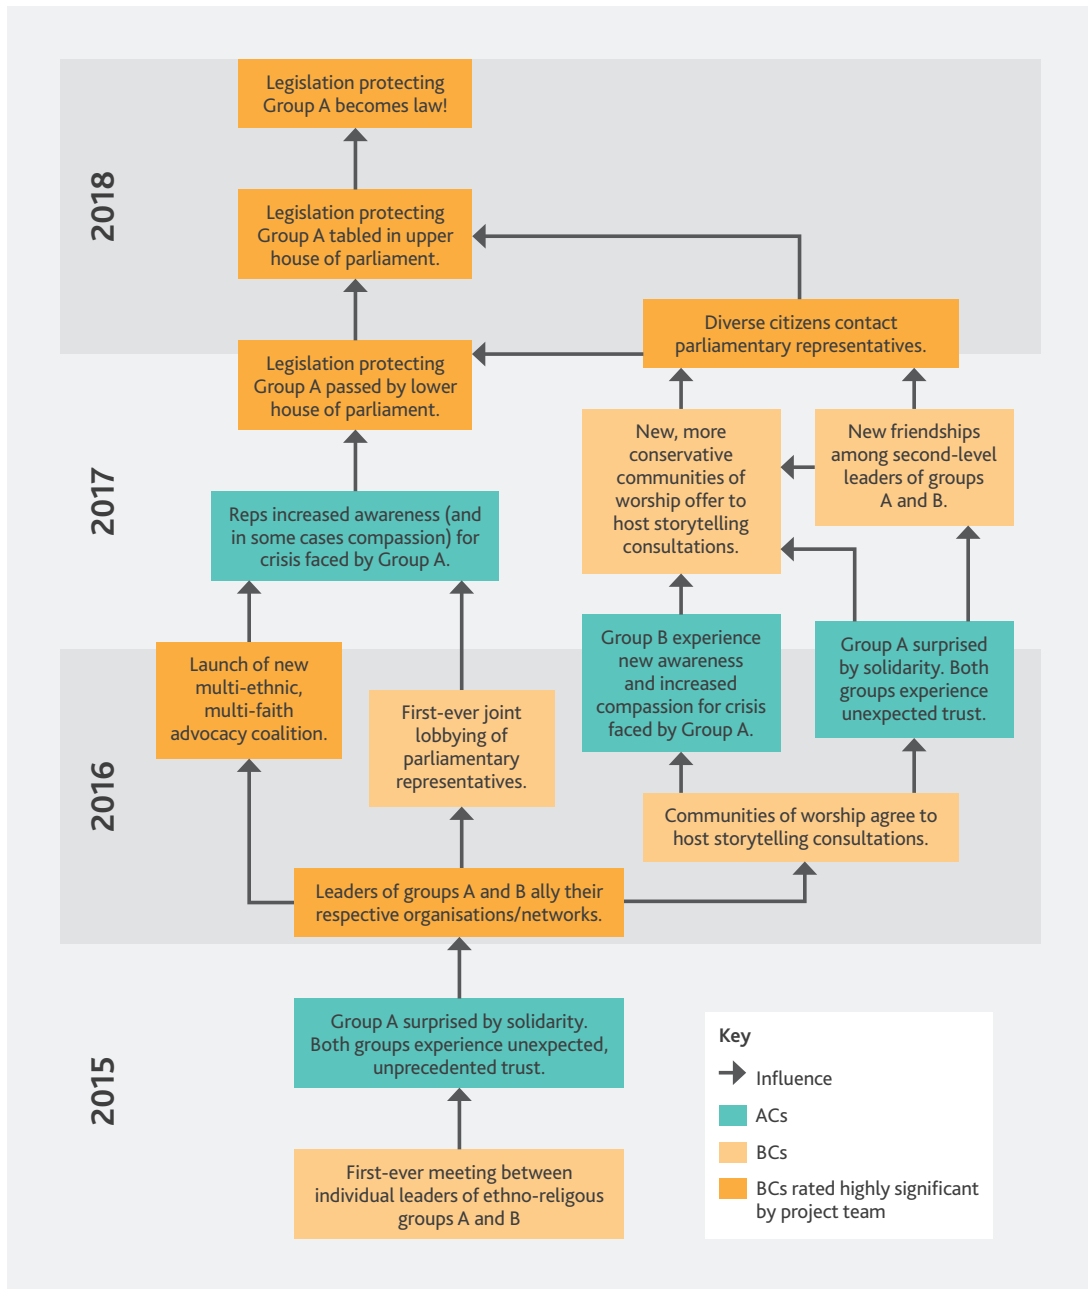 2018
Legislation protecting
Group A becomes law!
Legislation protecting
Group A tabled in upper
house of parliament.
Diverse citizens contact
parliamentary representatives.
Legislation protecting
Group A passed by lower
house of parliament.
2017
New, more
conservative
communities of
worship offer to
host storytelling
consultations.
New friendships
among second-level
leaders of groups
A and B.
Reps increased awareness (and
in some cases compassion) for
crisis faced by Group A.
Group B experience
new awareness
and increased
compassion for crisis
faced by Group A.
Group A surprised
by solidarity. Both
groups experience
unexpected trust.
2016
Launch of new
multi-ethnic,
multi-faith
advocacy coalition.
First-ever joint
lobbying of
parliamentary
representatives.
Communities of worship agree to
host storytelling consultations.
Leaders of groups A and B ally their
respective organisations/networks.
2015
Group A surprised by solidarity.
Both groups experience unexpected,
unprecedented trust.
First-ever meeting between
individual leaders of ethno-religous
groups A and B
Key
Influence
ACs
BCs
BCs rated highly significant
by project team